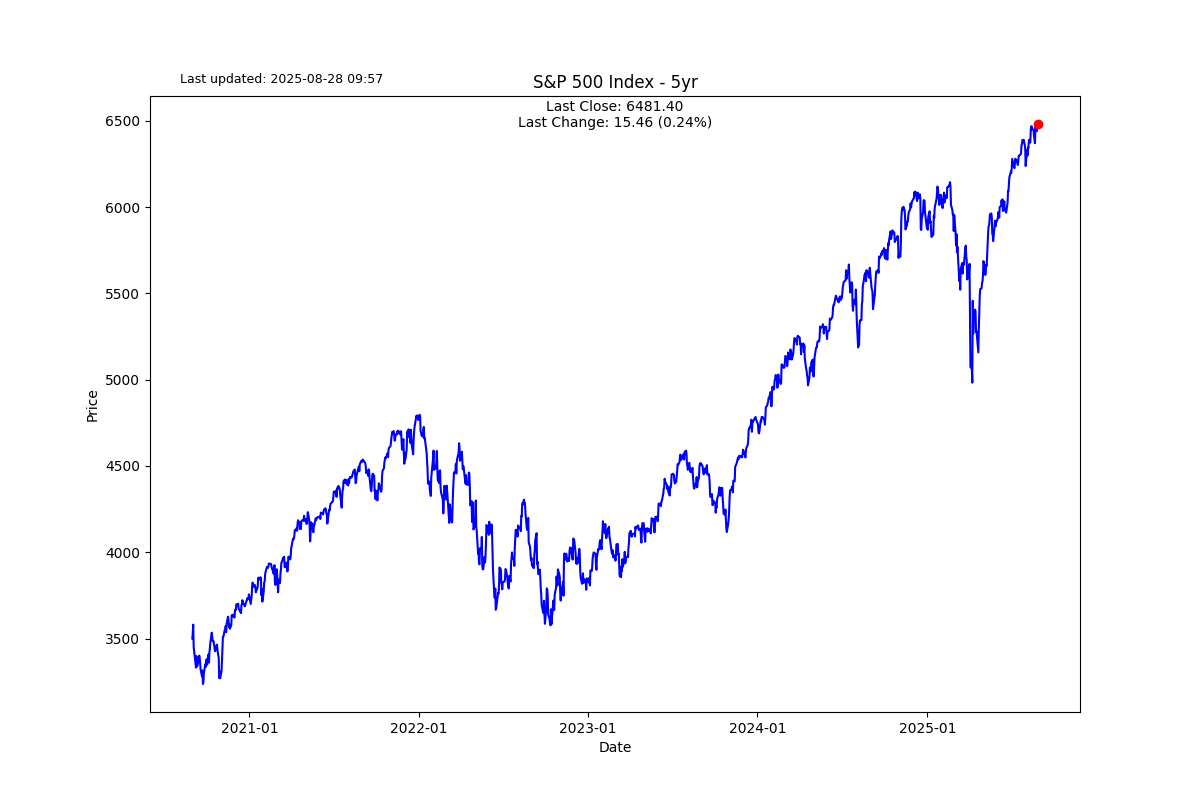 Last updated: 2025-08-28 09:57
S&P 500 Index - 5yr
Last Close: 6481.40
Last Change: 15.46 (0.24%)
6500
6000
5500
5000
4500
4000
3500
Price
2021-01
2022-01
2023-01
2024-01
2025-01
Date